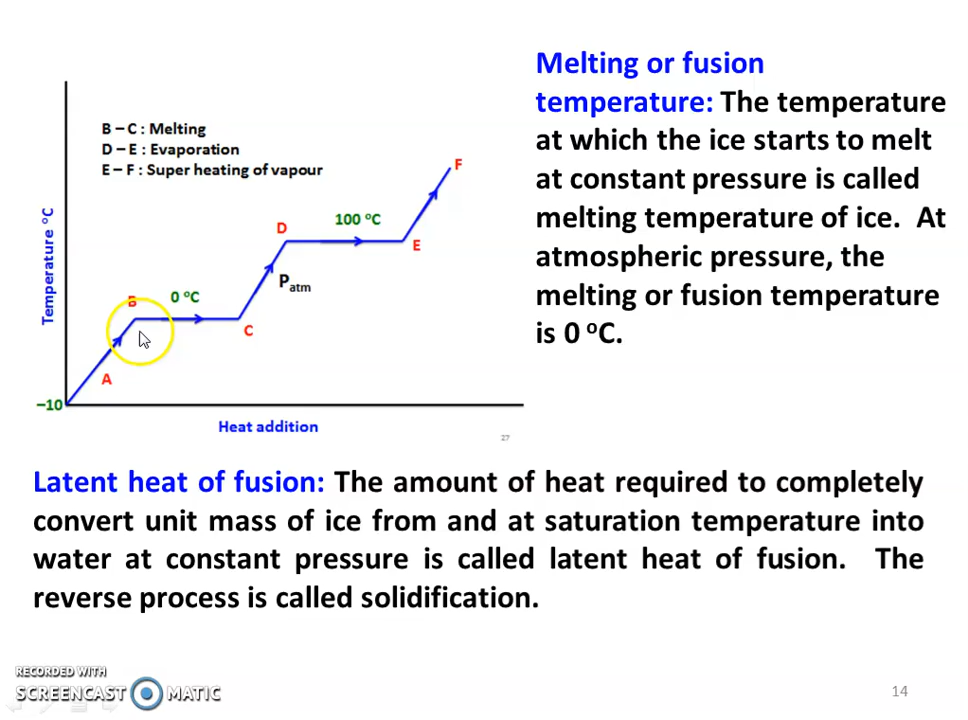 Melting or fusion
temperature: The temperature
at which the ice starts to melt
at constant pressure is called
melting temperature of ice. At
atmospheric pressure, the
melting or fusion temperature
is 0 °C.
B – C : Melting
D – E : Evaporation
E – F : Super heating of vapour
F
D
100 °C
E
Temperature °C
Patm
B
0 °C
C
A
–10
Heat addition
27
Latent heat of fusion: The amount of heat required to completely
convert unit mass of ice from and at saturation temperature into
water at constant pressure is called latent heat of fusion. The
reverse process is called solidification.
RECORDED WITH
SCREENCAST MATIC
14